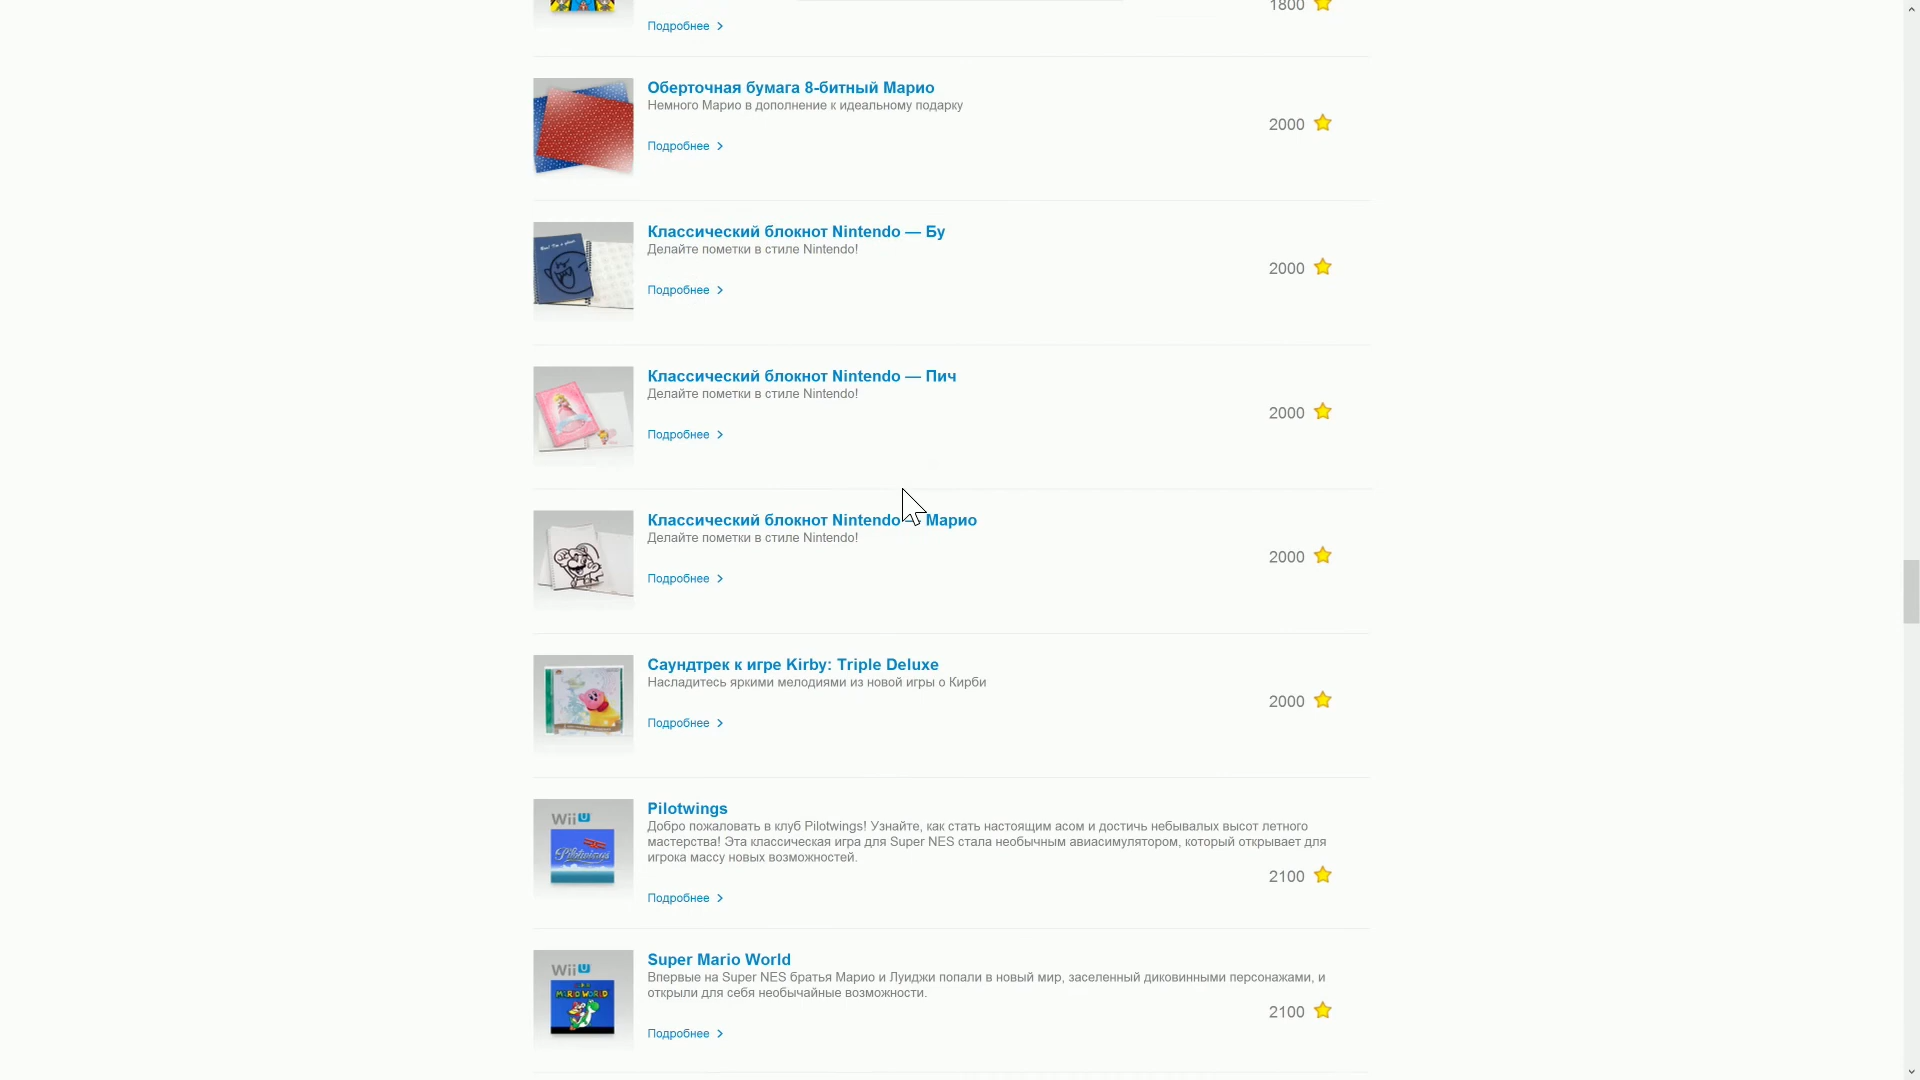 1800
Подробнее
Оберточная бумага 8-битный Марио
Немного Марио в дополнение к идеальному подарку
2000
Подробнее
Классический блокнот Nintendo — Бу
Делайте пометки в стиле Nintendo!
2000
Подробнее
Классический блокнот Nintendo — Пич
Делайте пометки в стиле Nintendo!
2000
Подробнее
Классический блокнот Nintendo — Марио
Делайте пометки в стиле Nintendo!
2000
Подробнее
Саундтрек к игре Kirby: Triple Deluxe
Насладитесь яркими мелодиями из новой игры о Кирби
2000
Подробнее
Wii U
Pilotwings
Pilotwings
Добро пожаловать в клуб Pilotwings! Узнайте, как стать настоящим асом и достичь небывалых высот летного
мастерства! Эта классическая игра для Super NES стала необычным авиасимулятором, который открывает для
игрока массу новых возможностей.
2100
Подробнее
Wii U
MARIO WORLD
Super Mario World
Впервые на Super NES братья Марио и Луиджи попали в новый мир, заселенный диковинными персонажами, и
открыли для себя необычайные возможности.
2100
Подробнее